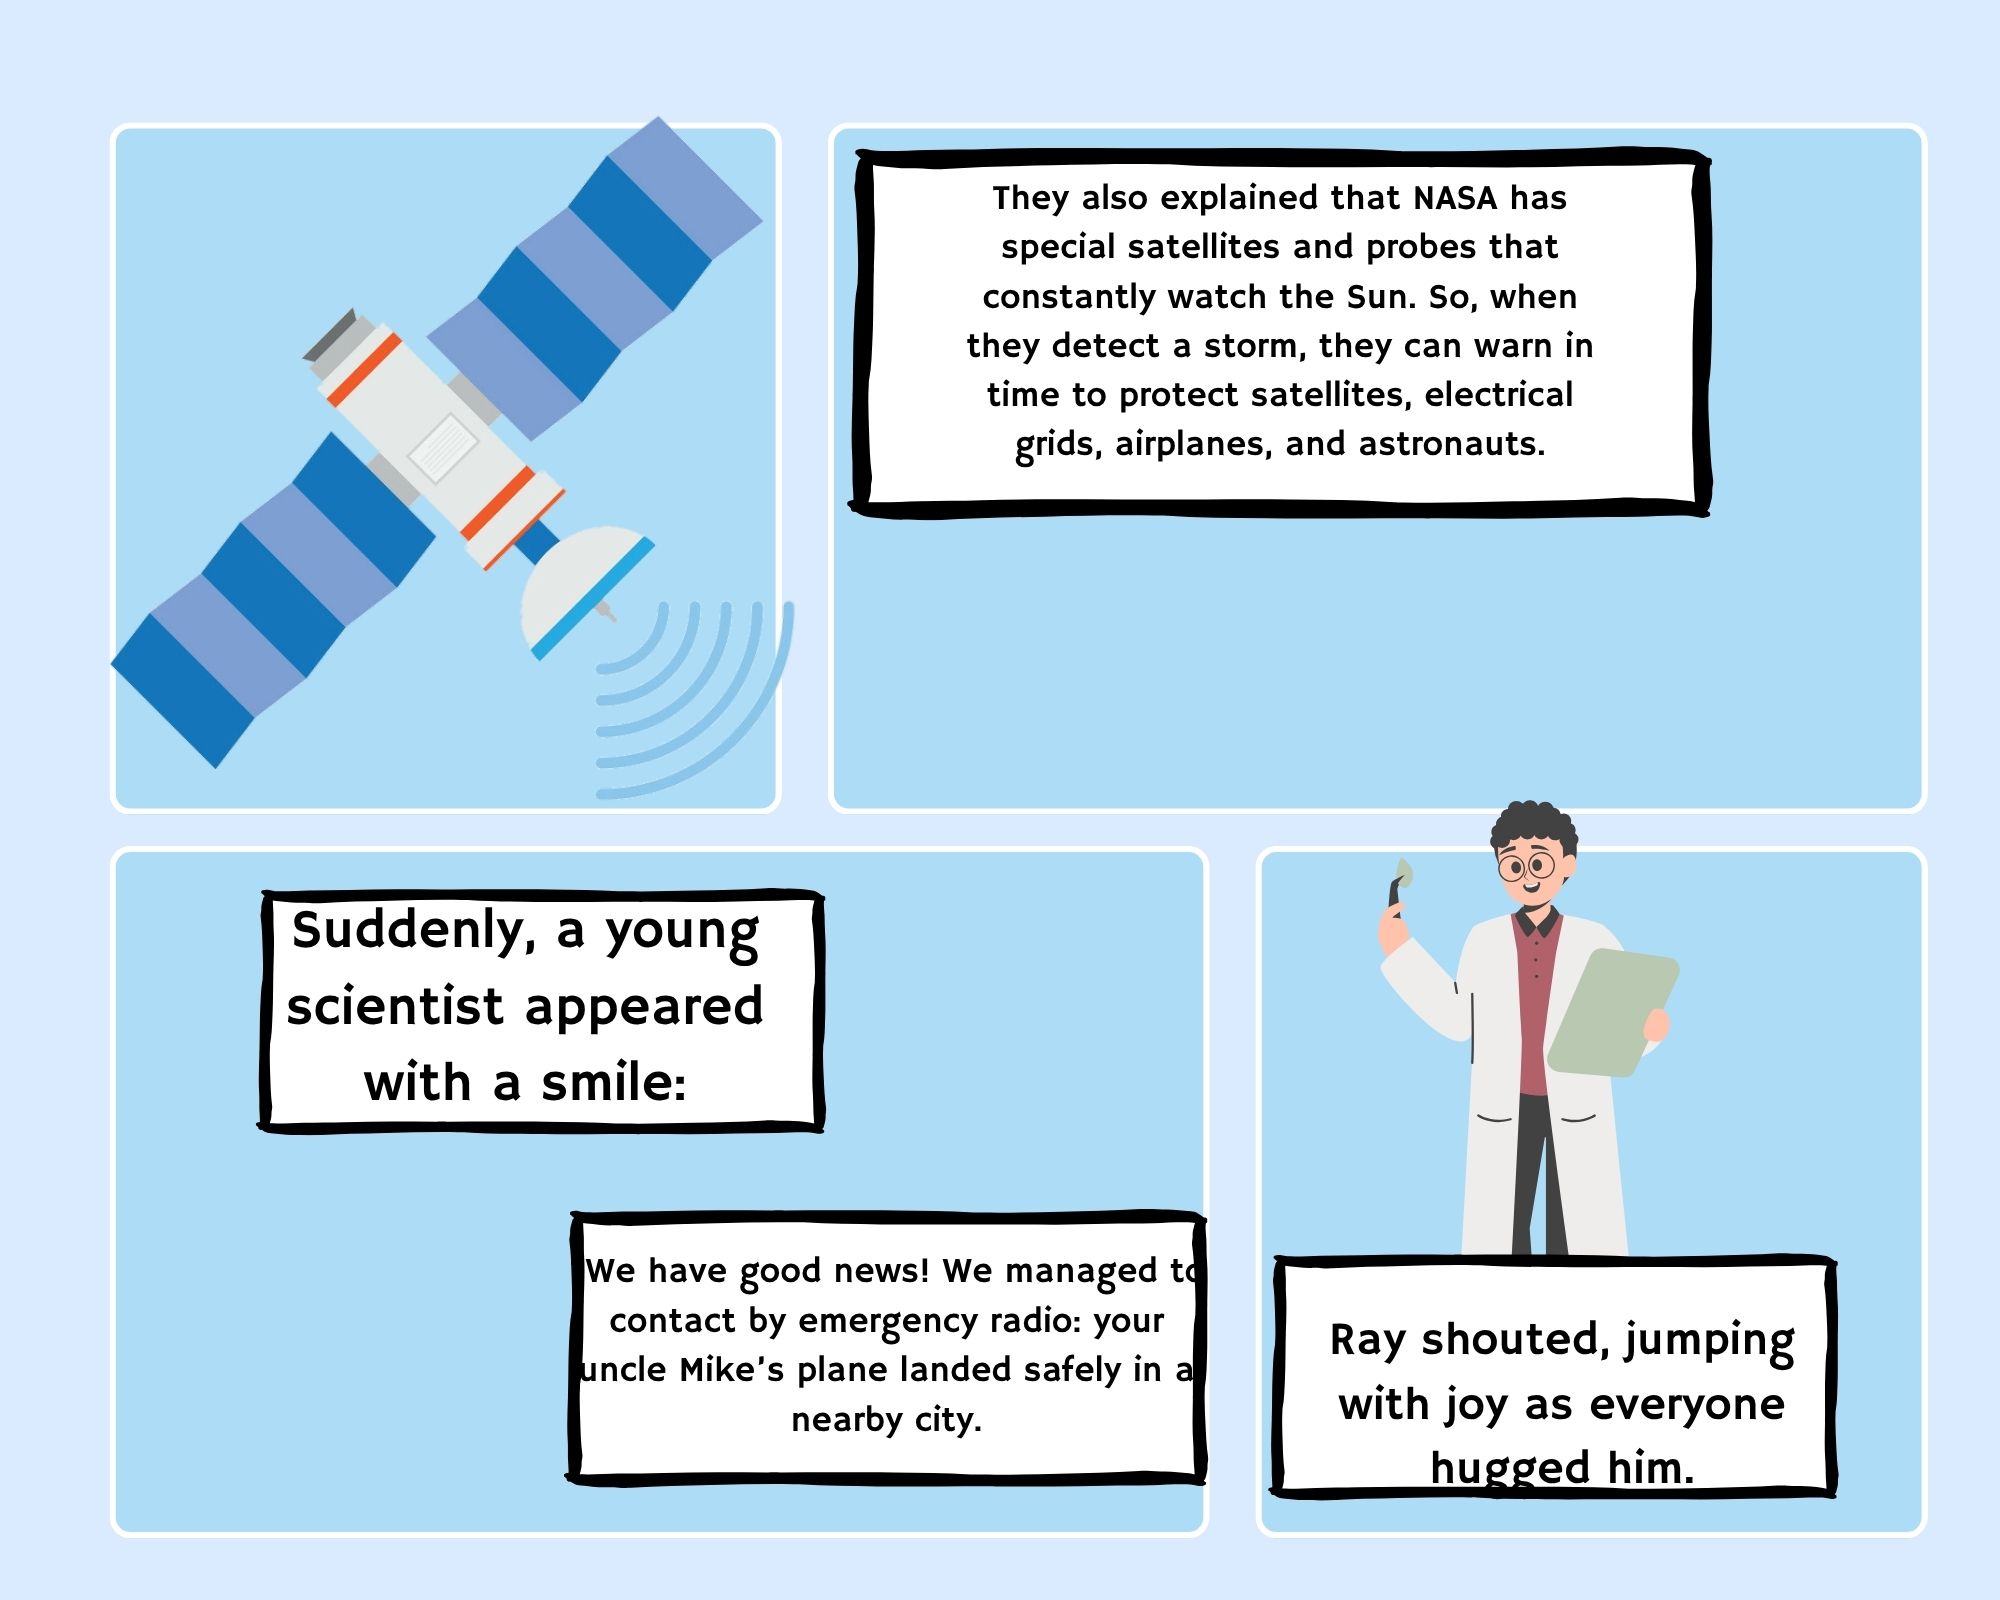 They also explained that NASA has
special satellites and probes that
constantly watch the Sun. So, when
they detect a storm, they can warn in
time to protect satellites, electrical
grids, airplanes, and astronauts.
Suddenly, a young
scientist appeared
with a smile:
We have good news! We managed to
contact by emergency radio: your
uncle Mike's plane landed safely in a
nearby city.
Ray shouted, jumping
with joy as everyone
hugged him.